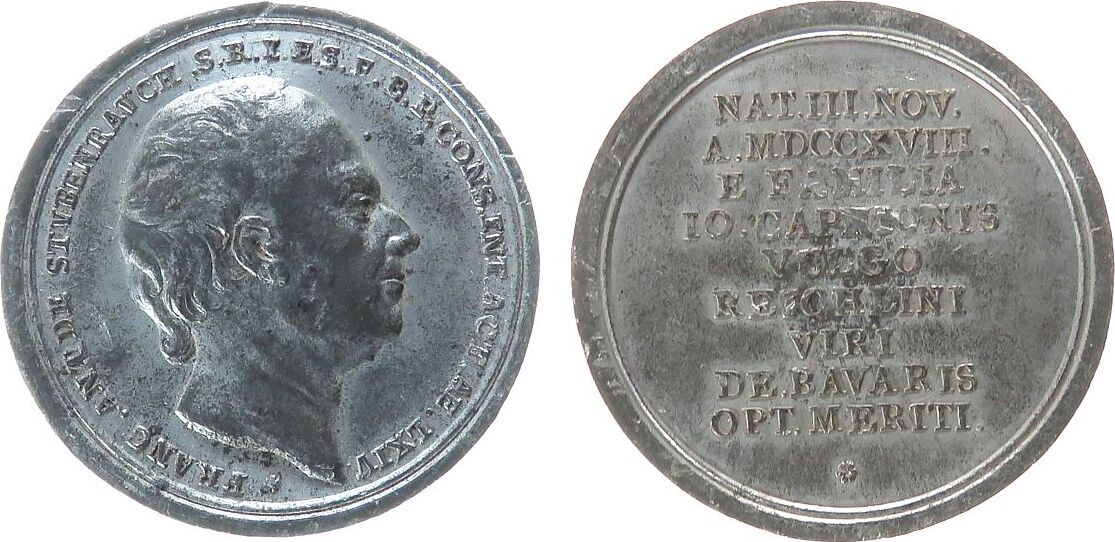 FRANC . ANT. DE STUBENRAUCH . S . R . I . E . S . F . B . P . CONS . INT . ACT . AE . LXIV
NAT. III. NOV.
A. MDCCXVIII.
E FAMILIA
IO. CAPNIONIS
VULGO
REICHLINI
VIRI
DE. BAVARIS
OPT. MERITI.